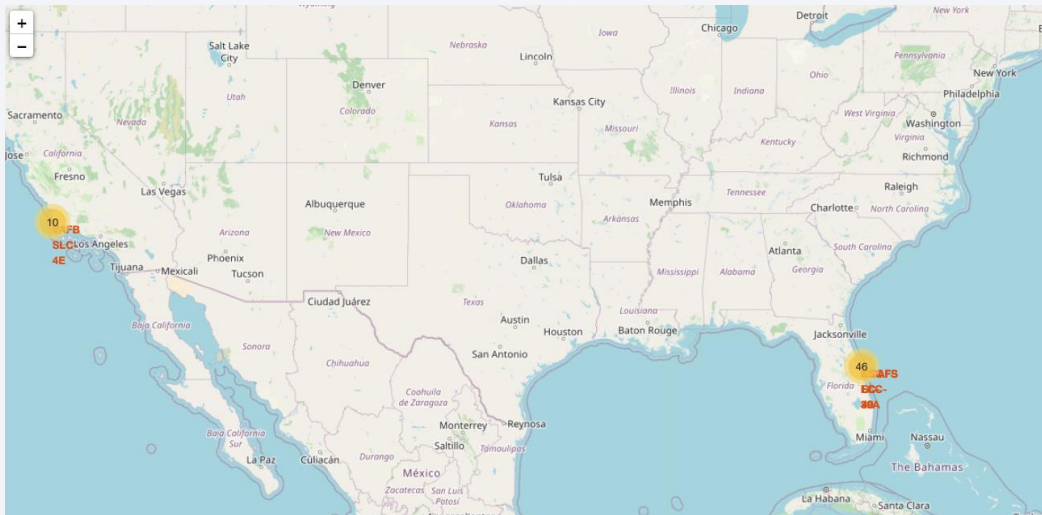 +
−
Wyoming
Nebraska
Iowa
Chicago
Detroit
New York
Salt Lake
City
Lincoln
Pennsylvania
New York
Ohio
Denver
Utah
Colorado
Illinois
Indiana
Philadelphia
Kansas City
Sacramento
Nevada
West Virginia
Washington
Kansas
Missouri
Virginia
Jose
California
Kentucky
Richmond
Fresno
Las Vegas
Tulsa
Raleigh
Tennessee
Albuquerque
Oklahoma
Memphis
Charlotte
North Carolina
10
AFB
SLC-
4E
Los Angeles
Arizona
New Mexico
Arkansas
South Carolina
Atlanta
Phoenix
Dallas
Tijuana
Mexicali
Tucson
Mississippi
Alabama
Georgia
Ciudad Juárez
Texas
Louisiana
Baja California
Austin
Houston
Baton Rouge
Jacksonville
Sonora
San Antonio
Chihuahua
46
AFS
Florida
Coahuila
de Zaragoza
Monterrey
Reynosa
Miami
Nassau
Baja California
Sur
Saltillo
Tamaulipas
La Paz
Culiacán
Durango
The Bahamas
México
Zacatecas
San Luis
Potosí
La Habana
Santa Clara